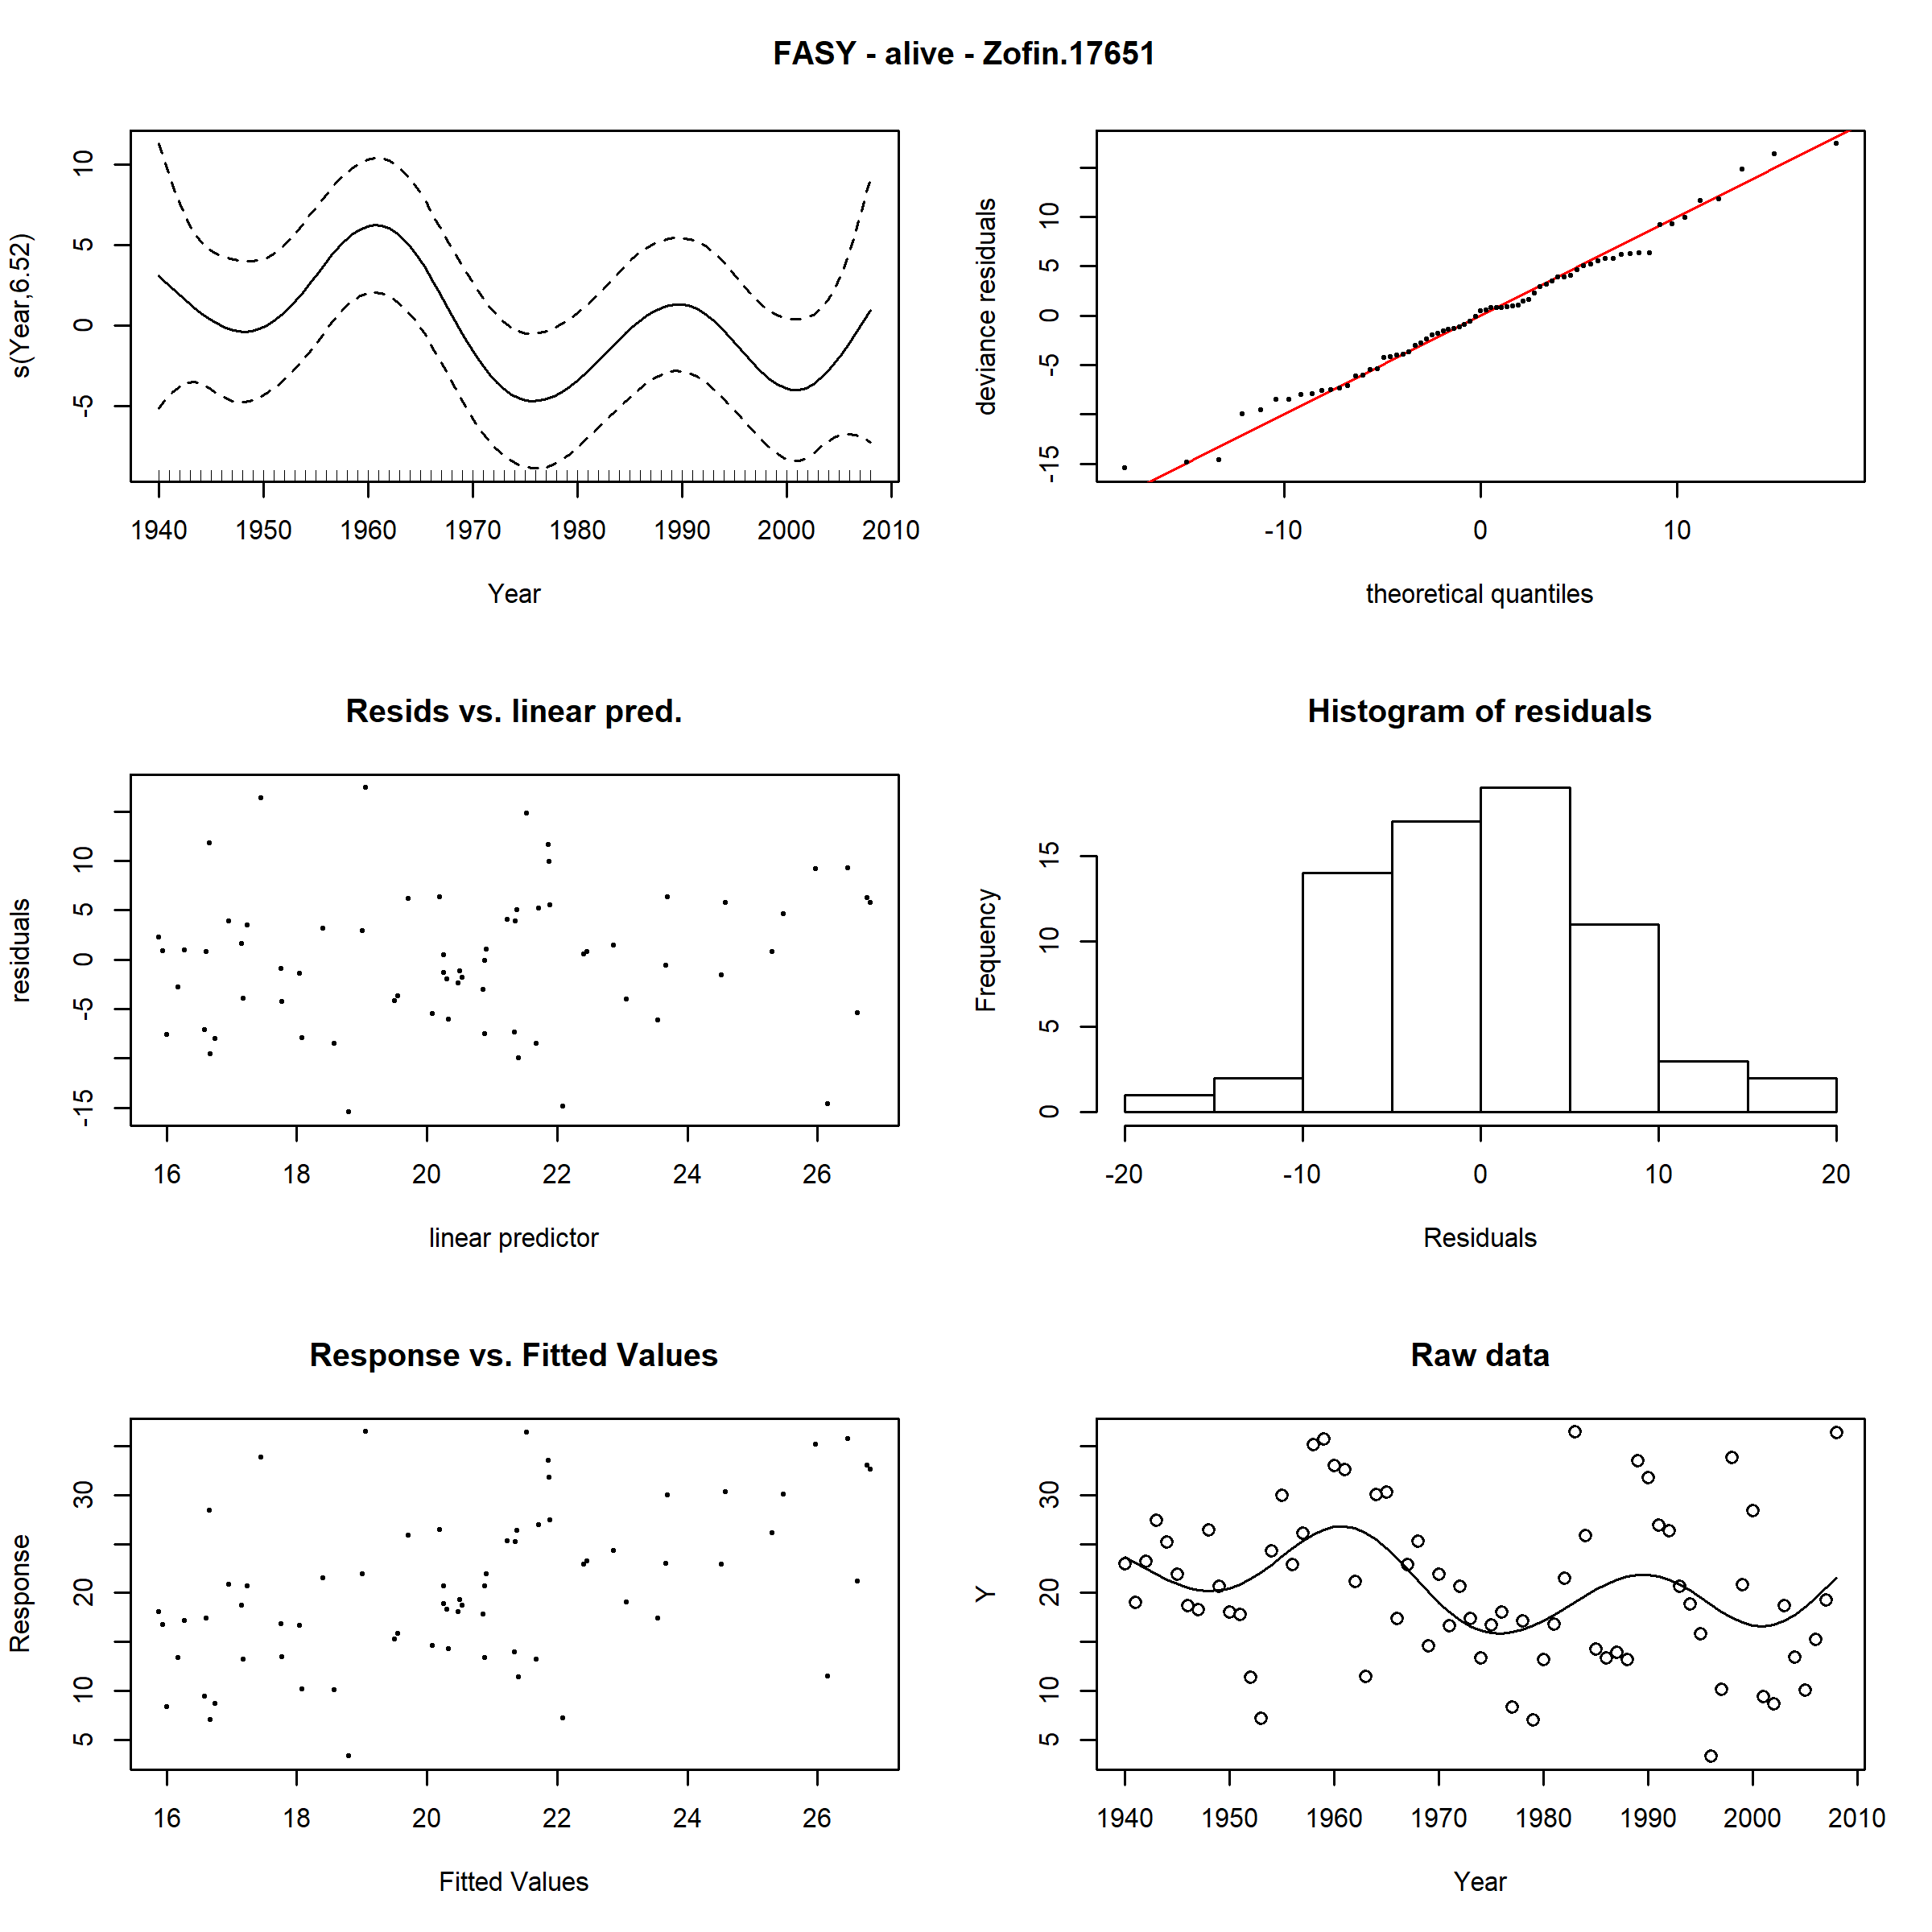 FASY - alive - Zofin.17651
s(Year,6.52)
10
5
0
-5
1940 1950 1960 1970 1980 1990 2000 2010
Year
deviance residuals
10
5
0
-5
-15
-10 0 10
theoretical quantiles
Resids vs. linear pred.
residuals
10
5
0
-5
-15
16 18 20 22 24 26
linear predictor
Histogram of residuals
Frequency
15
10
5
0
-20 -10 0 10 20
Residuals
Response vs. Fitted Values
Response
30
20
10
5
16 18 20 22 24 26
Fitted Values
Raw data
Y
30
20
10
5
1940 1950 1960 1970 1980 1990 2000 2010
Year